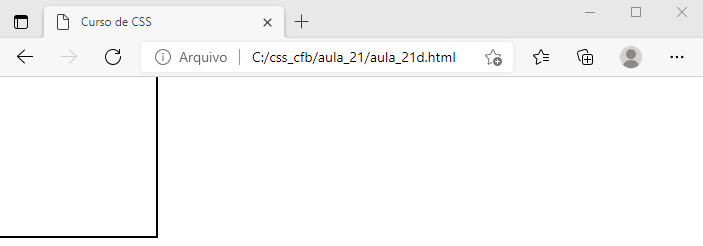 Curso de CSS
Arquivo C:/css_cfb/aula_21/aula_21d.html